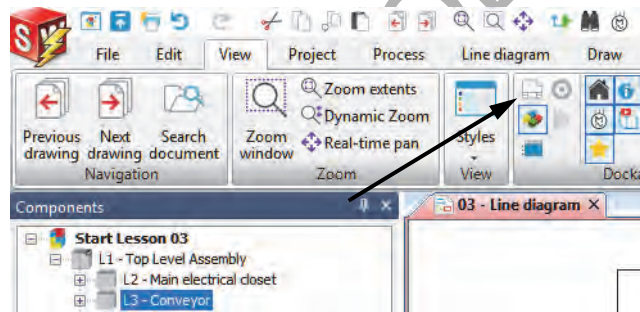 SW
File Edit View Project Process Line diagram Draw
Zoom extents
Dynamic Zoom
Real-time pan
Previous drawing
Next drawing
Search document
Zoom window
Styles
Navigation Zoom View Docka
Components
03 - Line diagram
Start Lesson 03
L1 - Top Level Assembly
L2 - Main electrical closet
L3 - Conveyor